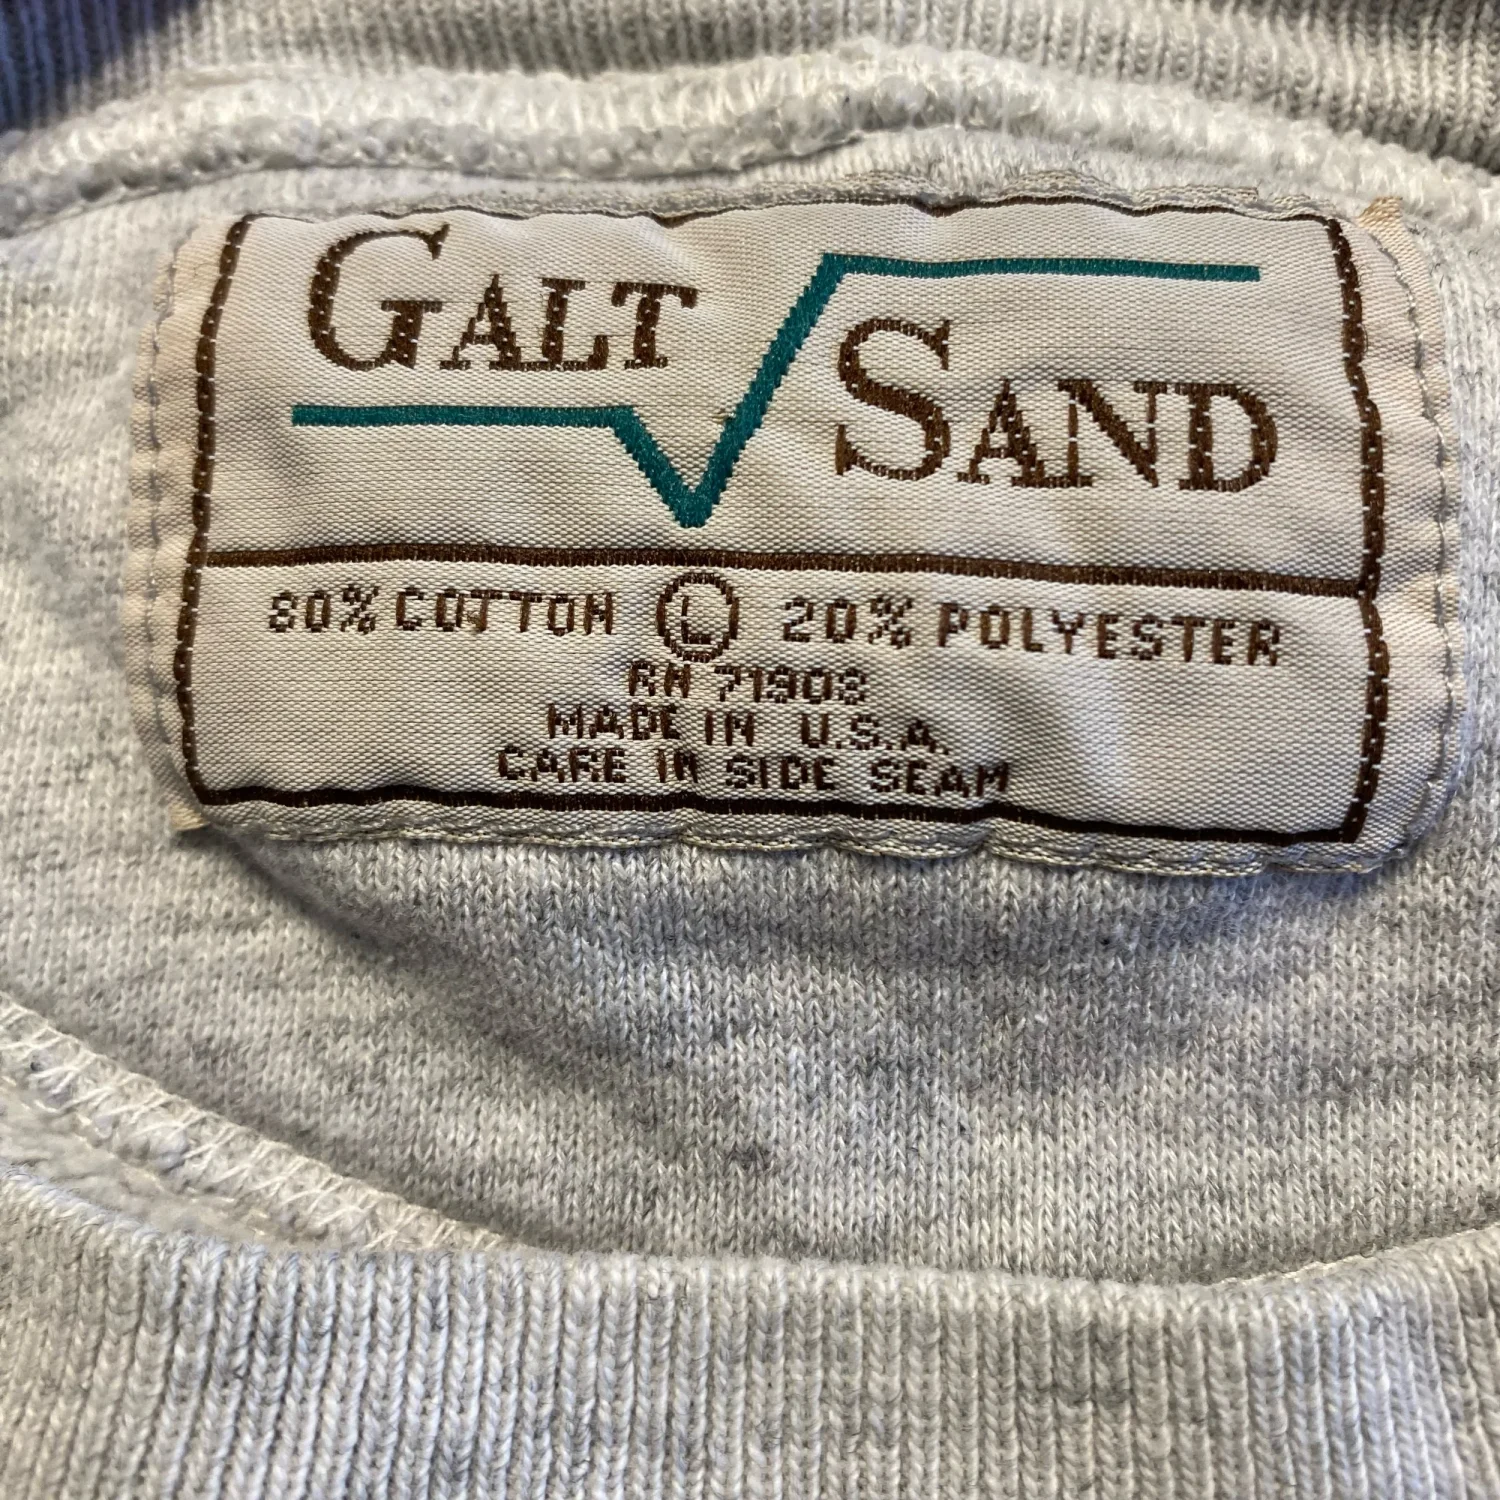 GALT SAND
80% COTTON L 20% POLYESTER
RN 71908
MADE IN U.S.A.
CARE IN SIDE SEAM